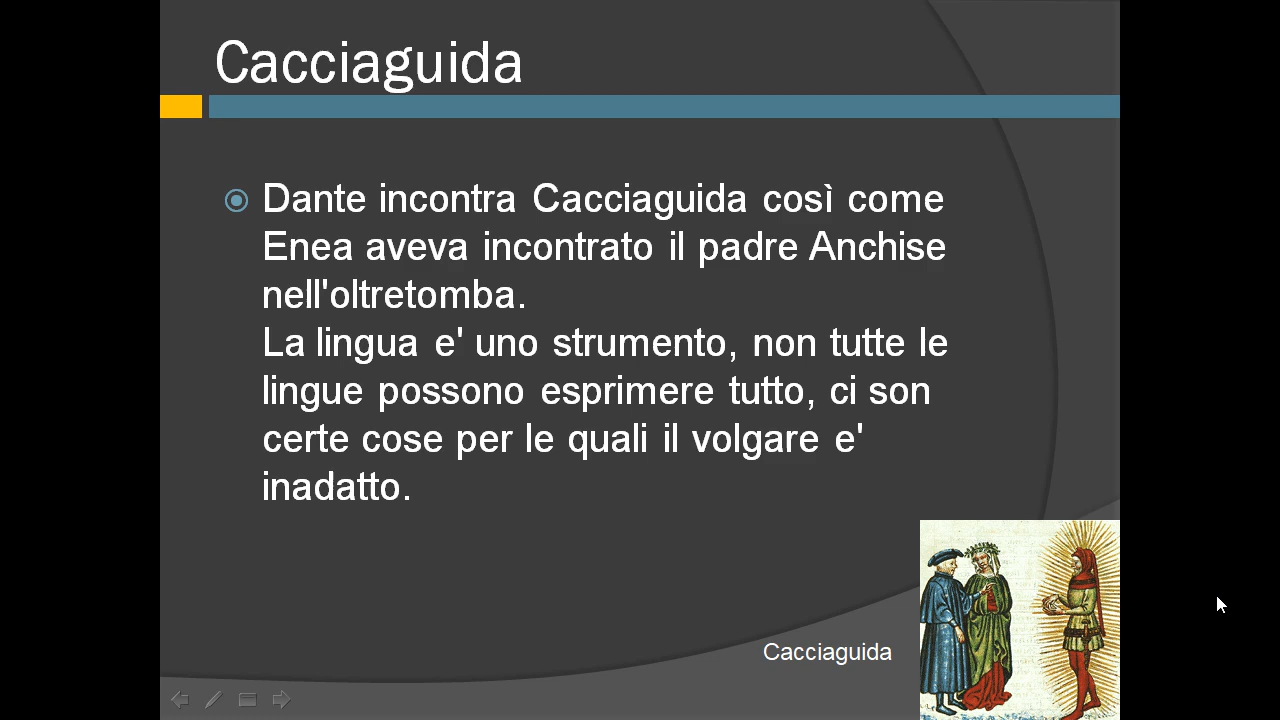 Cacciaguida
Dante incontra Cacciaguida così come
Enea aveva incontrato il padre Anchise
nell'oltretomba.
La lingua e' uno strumento, non tutte le
lingue possono esprimere tutto, ci son
certe cose per le quali il volgare e'
inadatto.
Cacciaguida